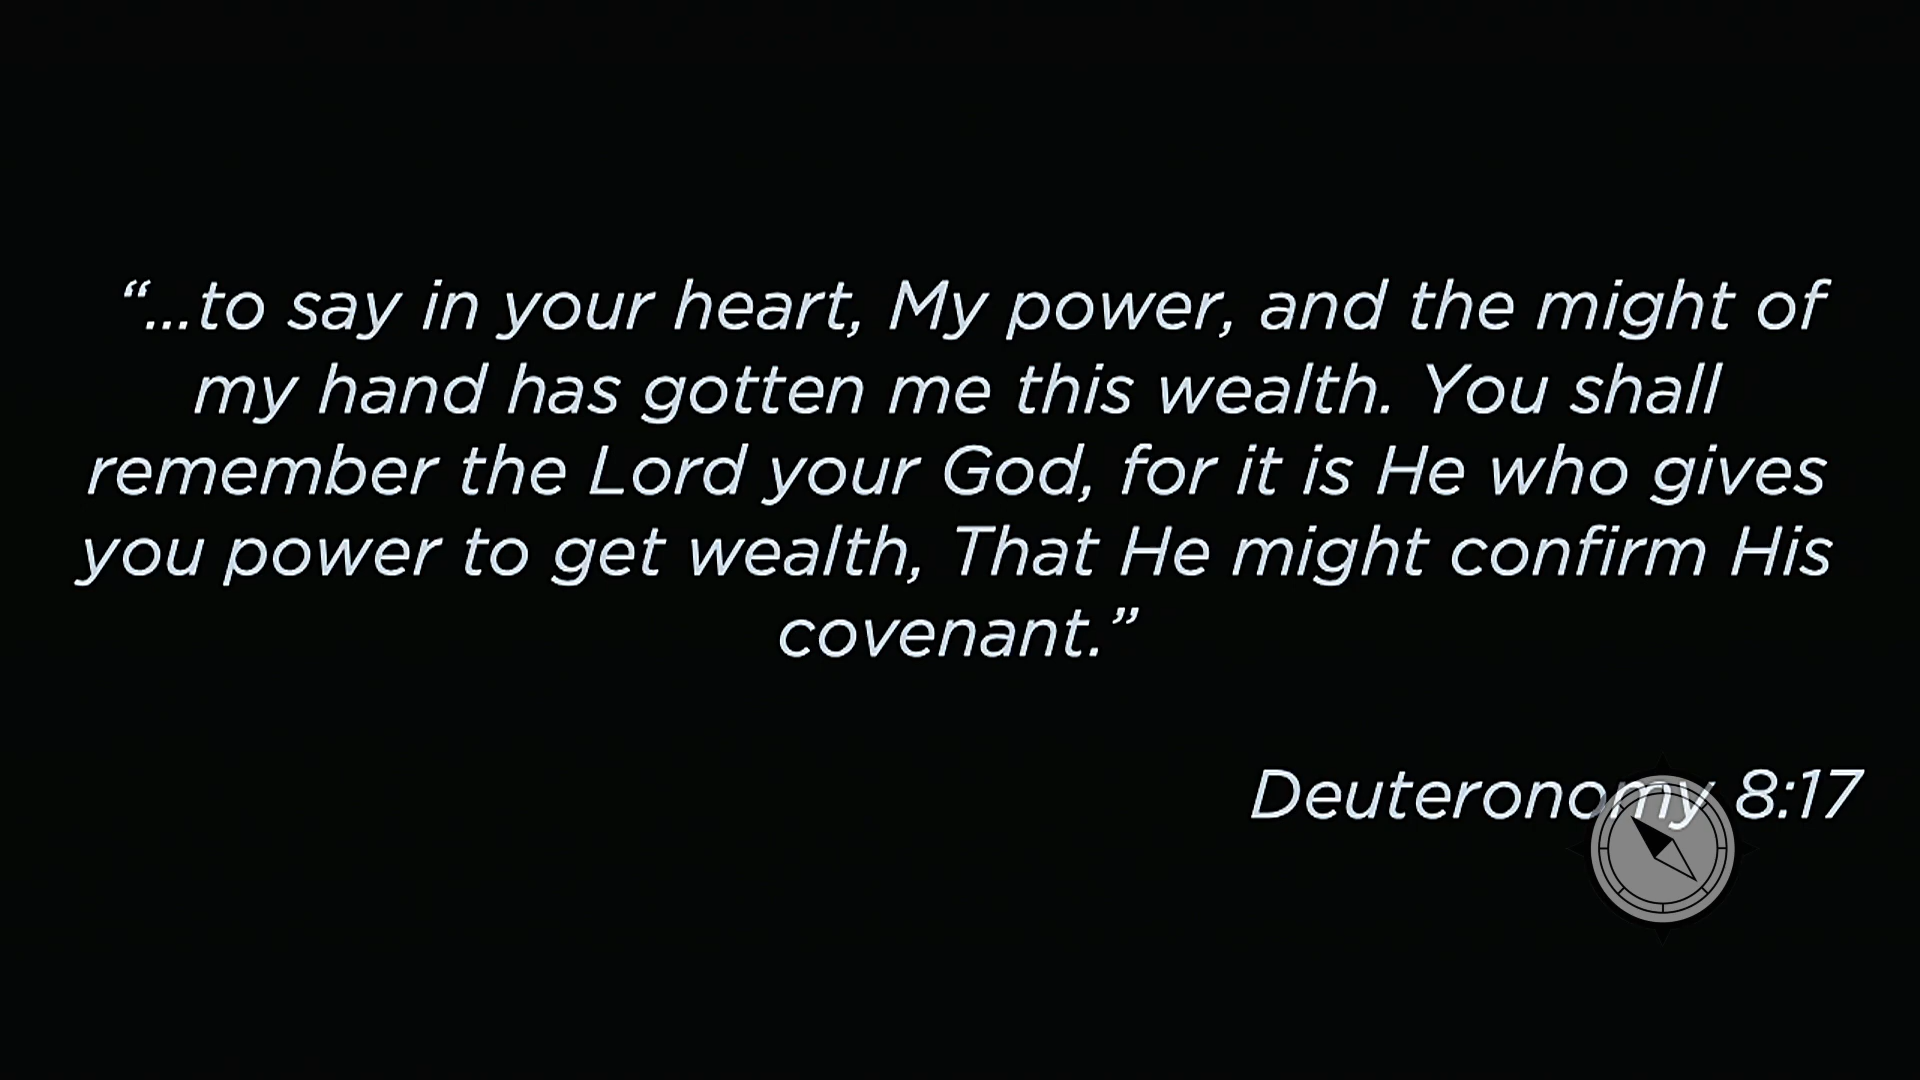 “...to say in your heart, My power, and the might of
my hand has gotten me this wealth. You shall
remember the Lord your God, for it is He who gives
you power to get wealth, That He might confirm His
covenant.”
Deuteronomy 8:17